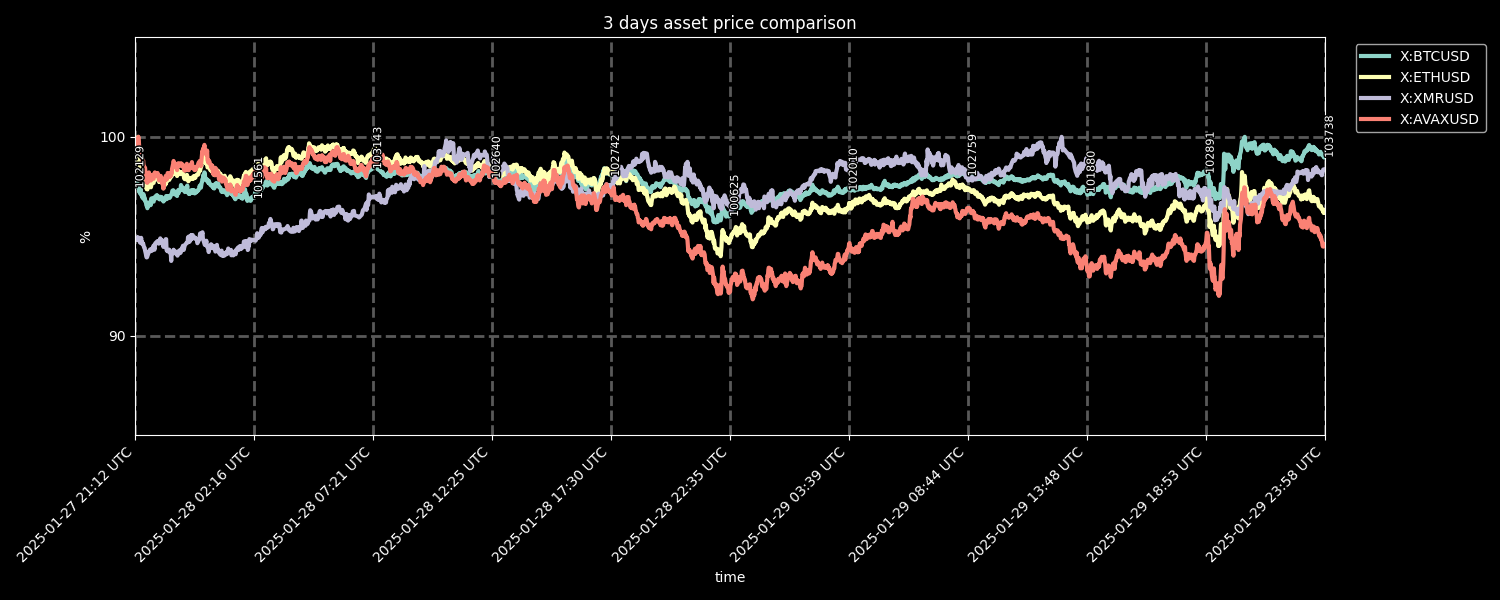 3 days asset price comparison
X:BTCUSD
X:ETHUSD
X:XMRUSD
X:AVAXUSD
100
90
%
101561
103143
102640
102742
100625
102010
102759
101880
102891
103738
2025-01-27 21:12 UTC
2025-01-28 02:16 UTC
2025-01-28 07:21 UTC
2025-01-28 12:25 UTC
2025-01-28 17:30 UTC
2025-01-28 22:35 UTC
2025-01-29 03:39 UTC
2025-01-29 08:44 UTC
2025-01-29 13:48 UTC
2025-01-29 18:53 UTC
2025-01-29 23:58 UTC
time